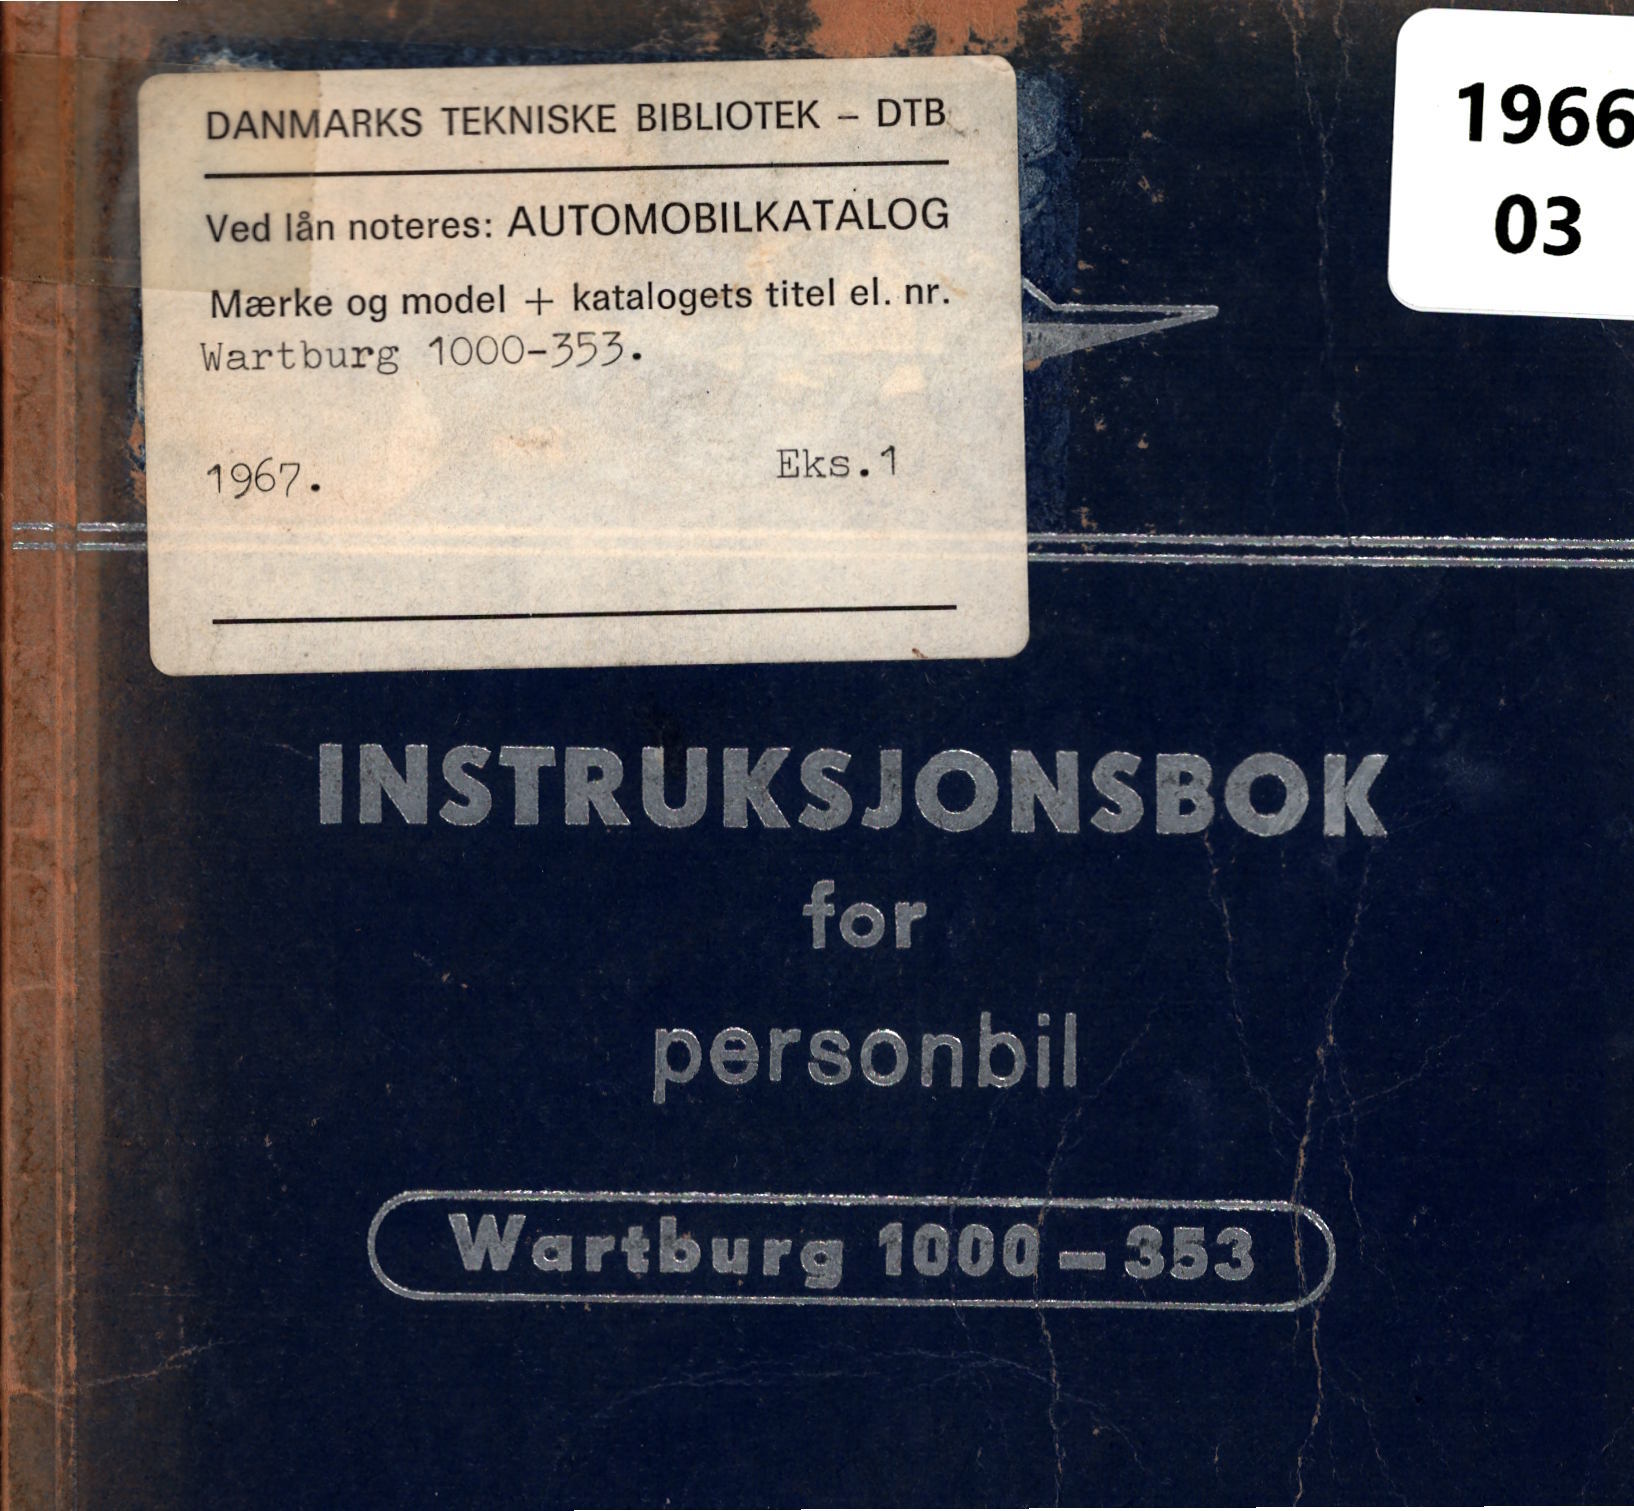 DANMARKS TEKNISKE BIBLIOTEK – DTB
Ved lån noteres: AUTOMOBILKATALOG
Mærke og model + katalogets titel el. nr.
Wartburg 1000-353.
1967. Eks.1
1966
03
INSTRUKSJONSBOK
for
personbil
Wartburg 1000 – 353